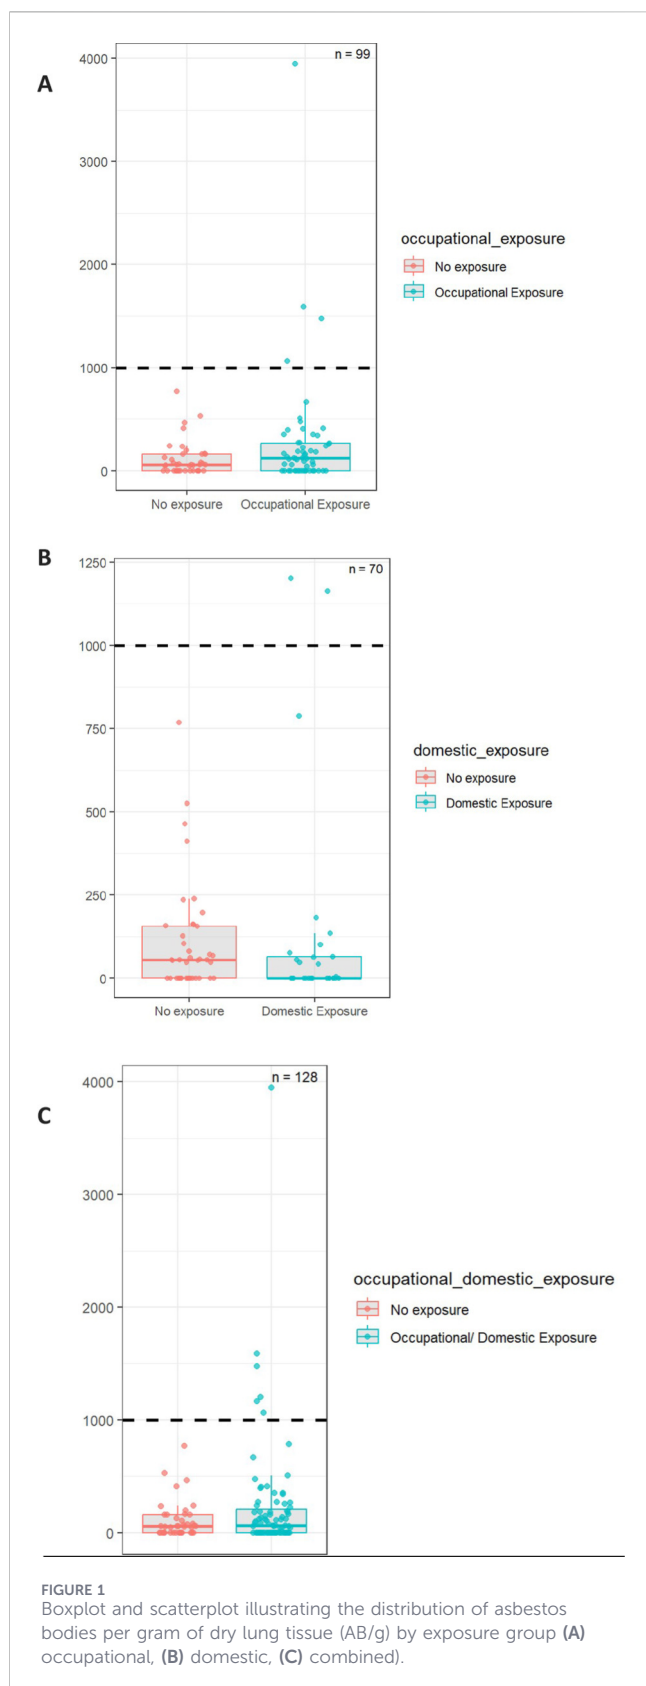 A
n = 99
4000
3000
2000
1000
0
No exposure Occupational Exposure
occupational_exposure
No exposure
Occupational Exposure
B
n = 70
1250
1000
750
500
250
0
No exposure Domestic Exposure
domestic_exposure
No exposure
Domestic Exposure
C
n = 128
4000
3000
2000
1000
0
occupational_domestic_exposure
No exposure
Occupational/ Domestic Exposure
FIGURE 1
Boxplot and scatterplot illustrating the distribution of asbestos
bodies per gram of dry lung tissue (AB/g) by exposure group (A)
occupational, (B) domestic, (C) combined).